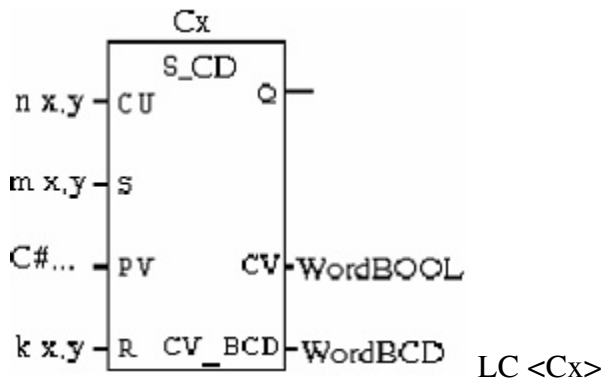 Cx
S_CD
n x,y CU Q
m x,y S
C#... PV CV WordBOOL
k x,y R CV_BCD WordBCD
LC <Cx>